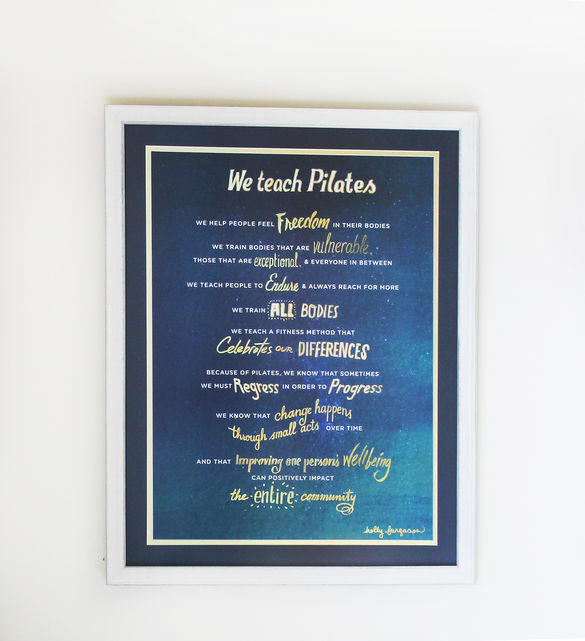 We teach Pilates
WE HELP PEOPLE FEEL Freedom IN THEIR BODIES
WE TRAIN BODIES THAT ARE vulnerable,
THOSE THAT ARE exceptional, & EVERYONE IN BETWEEN
WE TEACH PEOPLE TO Endure & ALWAYS REACH FOR MORE
WE TRAIN ALL BODIES
WE TEACH A FITNESS METHOD THAT
Celebrates OUR DIFFERENCES
BECAUSE OF PILATES, WE KNOW THAT SOMETIMES
WE MUST Regress IN ORDER TO Progress
WE KNOW THAT change happens
through small acts OVER TIME
AND THAT Improving one person's Wellbeing
CAN POSITIVELY IMPACT
the entire community
holly furgason